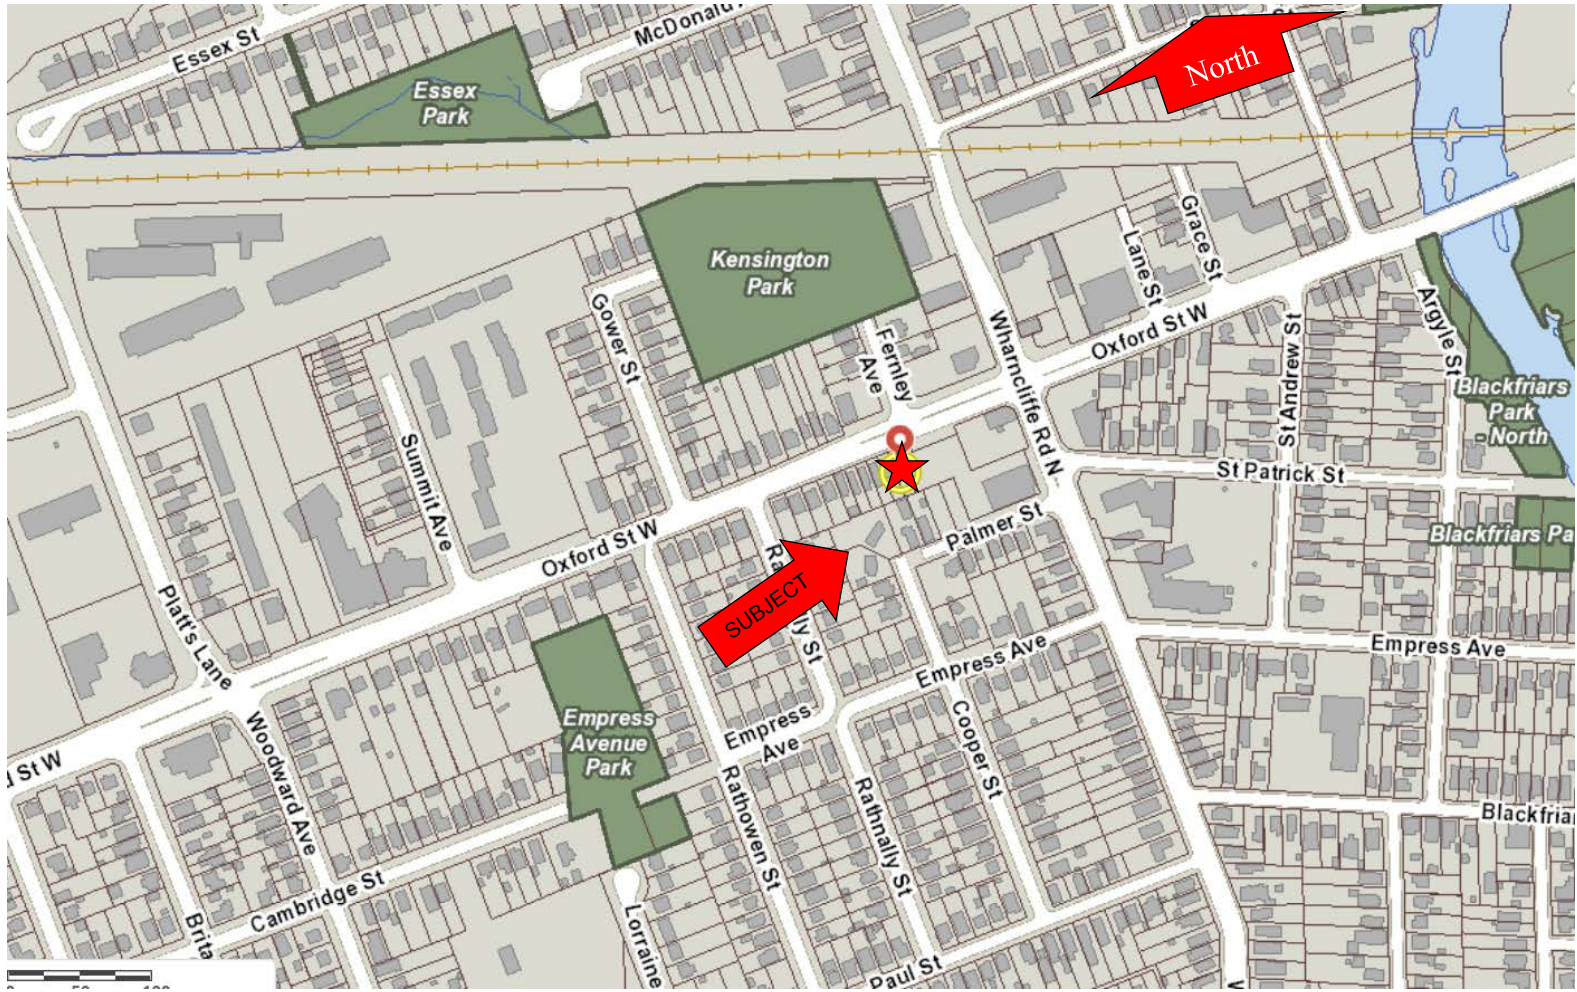 Essex St
McDonald
Essex
Park
North
Kensington
Park
Gower St
Fernley
Ave
Wharncliffe Rd N
Lane St
Grace St
Oxford St W
Argyle St
St Andrew St
Blackfriars
Park
- North
St Patrick St
Summit Ave
Palmer St
Oxford St W
Blackfriars Pa
SUBJECT
Platt's Lane
Empress Ave
Empress Ave
Empress
Avenue
Park
Empress
Ave
Woodward Ave
St W
Cooper St
Rathowen St
Rathnally St
Blackfriar
Cambridge St
Lorraine
Paul St